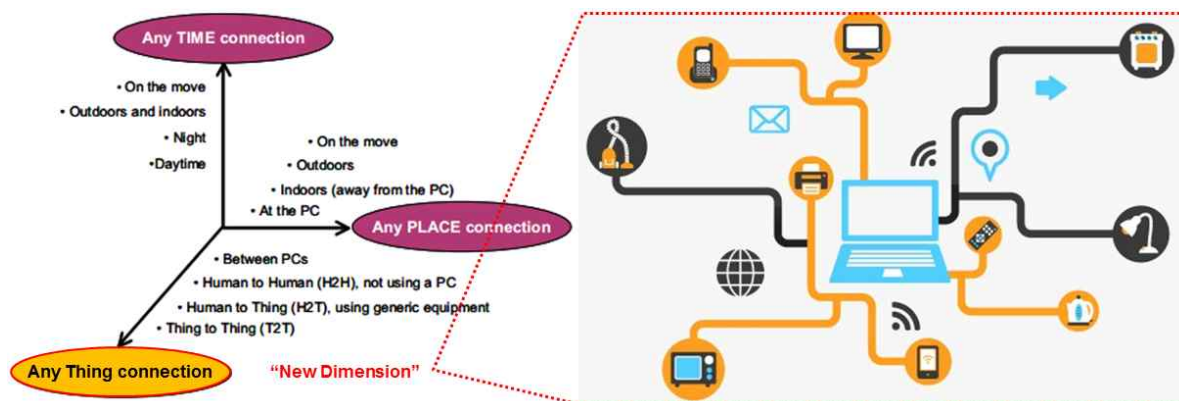 Any TIME connection
• On the move
• Outdoors and indoors
• Night
•Daytime
• On the move
• Outdoors
• Indoors (away from the PC)
• At the PC
Any PLACE connection
• Between PCs
• Human to Human (H2H), not using a PC
• Human to Thing (H2T), using generic equipment
• Thing to Thing (T2T)
Any Thing connection
“New Dimension”